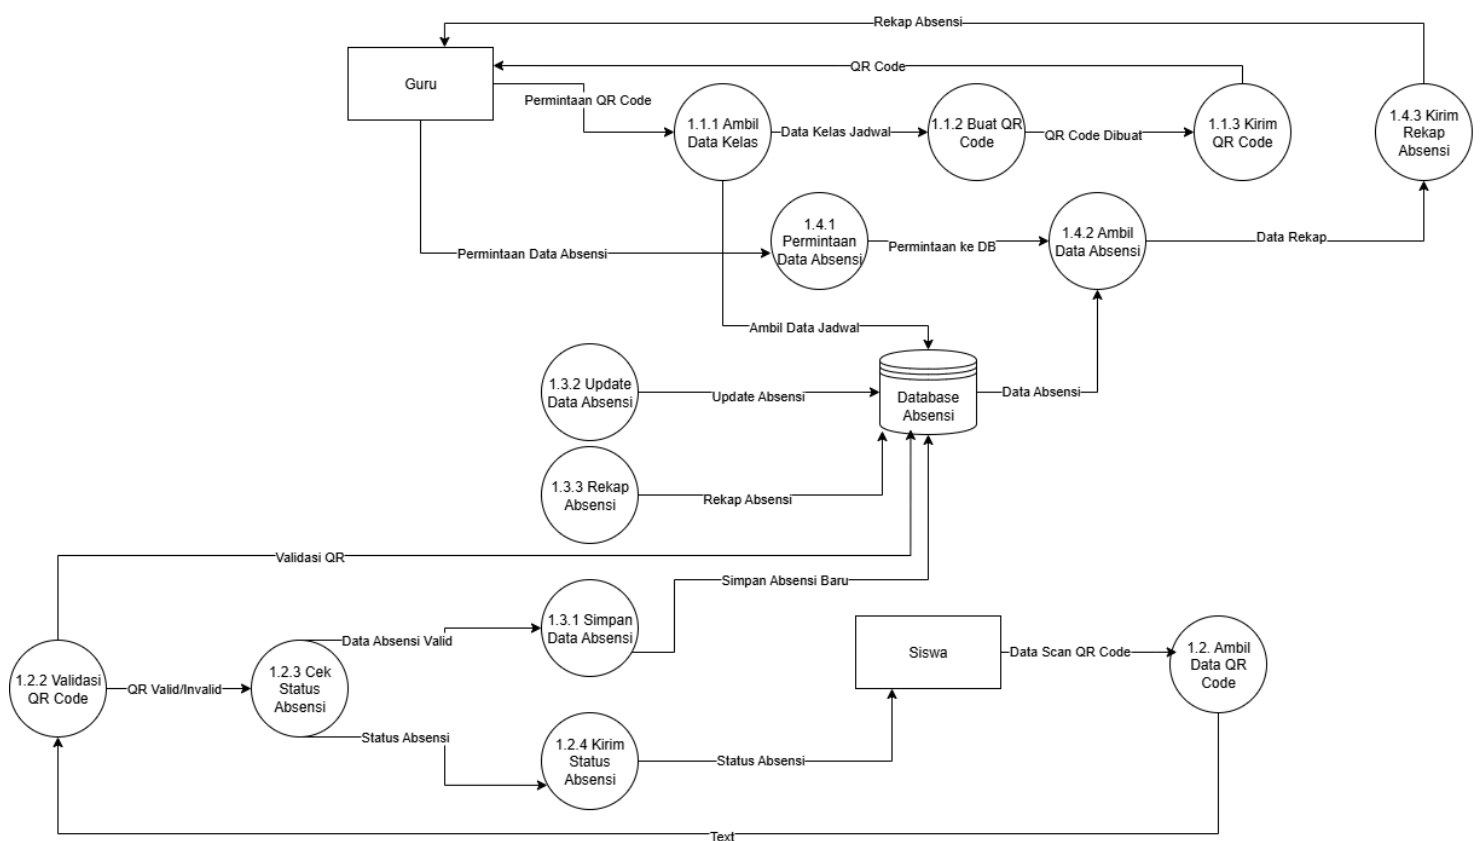 Rekap Absensi
Guru
QR Code
Permintaan QR Code
1.1.1 Ambil
Data Kelas
Data Kelas Jadwal
1.1.2 Buat QR
Code
QR Code Dibuat
1.1.3 Kirim
QR Code
1.4.3 Kirim
Rekap
Absensi
Permintaan Data Absensi
1.4.1
Permintaan
Data Absensi
Permintaan ke DB
1.4.2 Ambil
Data Absensi
Data Rekap
Ambil Data Jadwal
1.3.2 Update
Data Absensi
Update Absensi
Database
Absensi
Data Absensi
1.3.3 Rekap
Absensi
Rekap Absensi
Validasi QR
Simpan Absensi Baru
1.3.1 Simpan
Data Absensi
Data Absensi Valid
1.2.2 Validasi
QR Code
QR Valid/Invalid
1.2.3 Cek
Status
Absensi
Status Absensi
1.2.4 Kirim
Status
Absensi
Status Absensi
Siswa
Data Scan QR Code
1.2. Ambil
Data QR
Code
Text